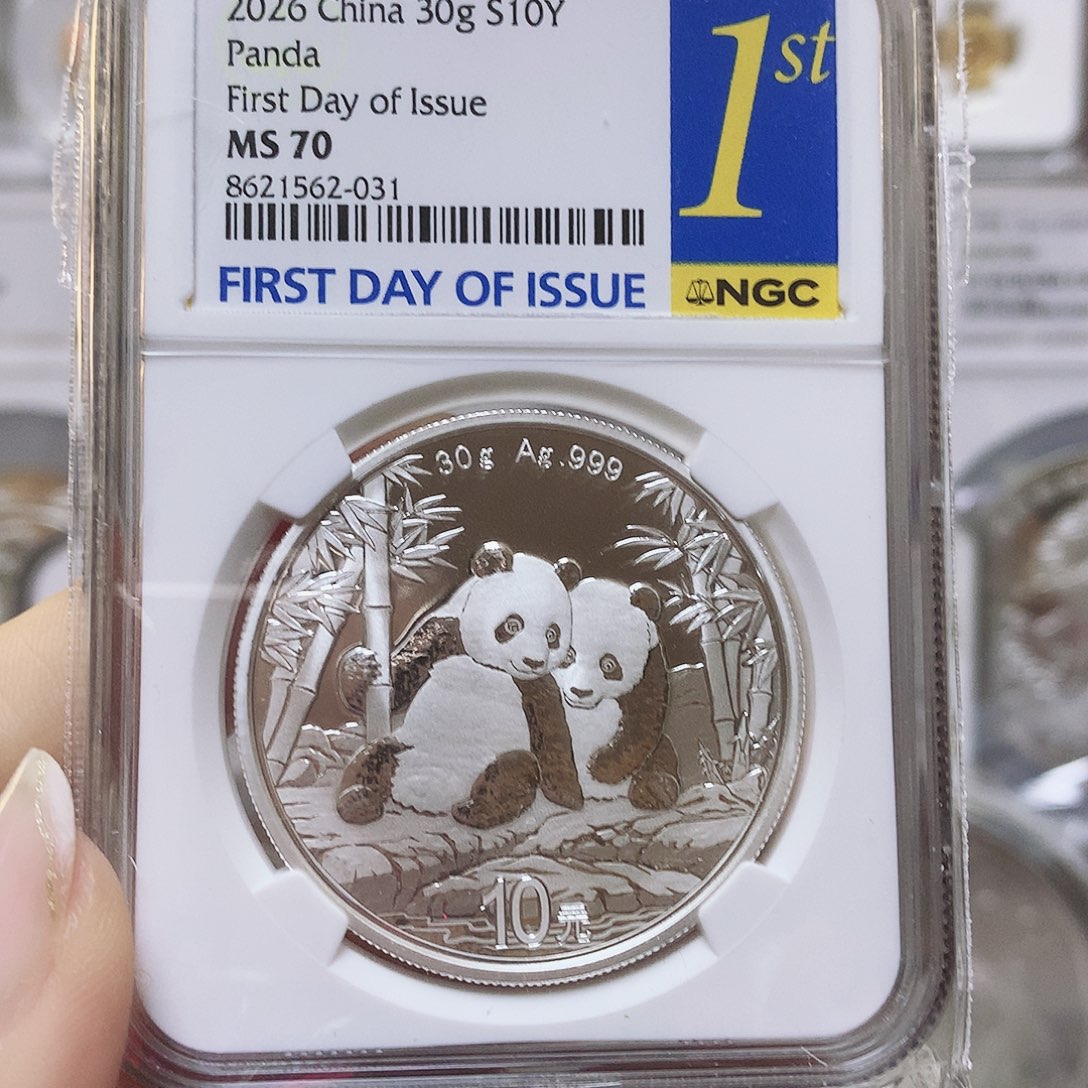 2026 China 30g S10Y
Panda
First Day of Issue
MS 70
8621562-031
FIRST DAY OF ISSUE
1st
NGC
30g Ag.999
10元